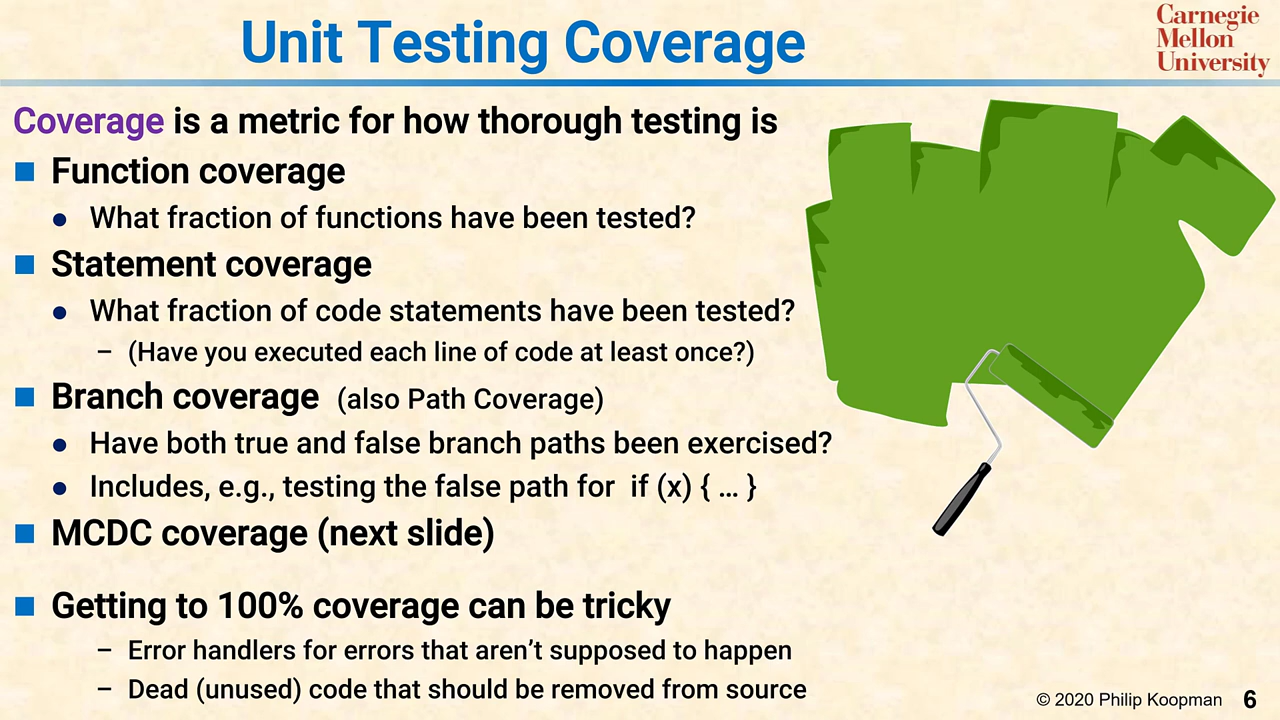 Unit Testing Coverage
Carnegie
Mellon
University
Coverage is a metric for how thorough testing is
Function coverage
What fraction of functions have been tested?
Statement coverage
What fraction of code statements have been tested?
– (Have you executed each line of code at least once?)
Branch coverage (also Path Coverage)
Have both true and false branch paths been exercised?
Includes, e.g., testing the false path for if (x) { … }
MCDC coverage (next slide)
Getting to 100% coverage can be tricky
– Error handlers for errors that aren’t supposed to happen
– Dead (unused) code that should be removed from source
© 2020 Philip Koopman 6